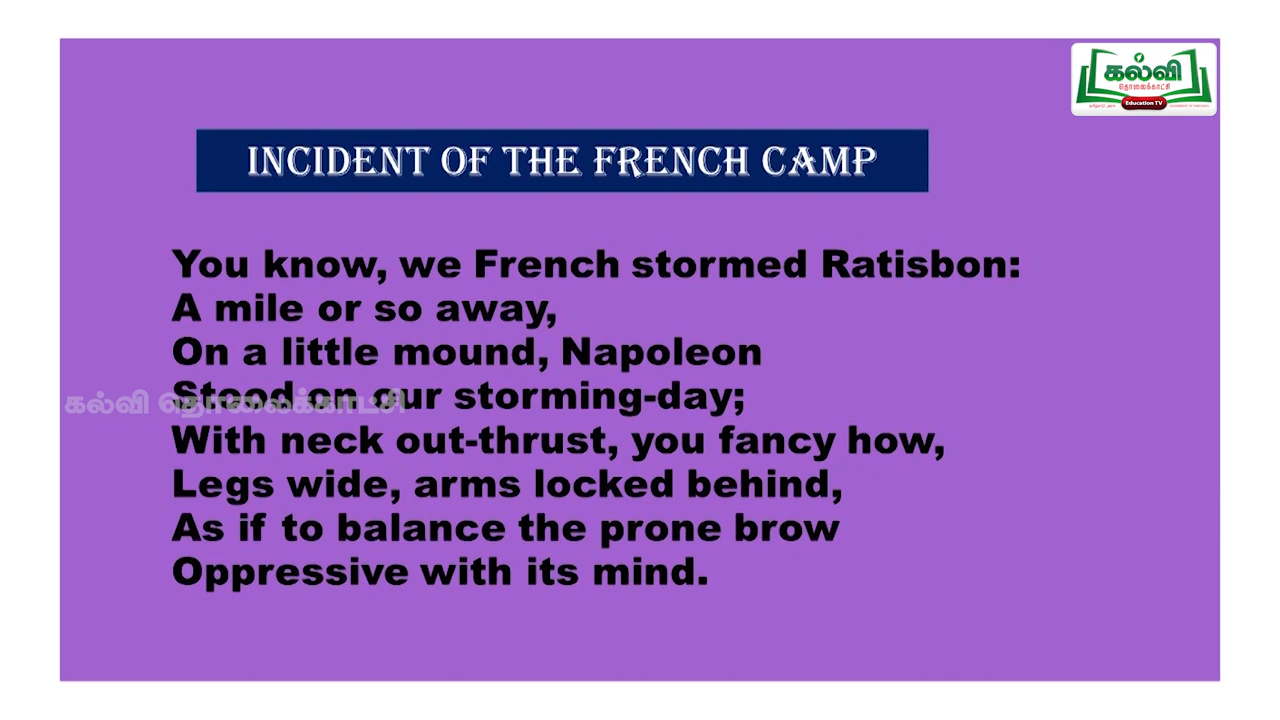 கல்வி
தொலைக்காட்சி
Education TV
INCIDENT OF THE FRENCH CAMP
You know, we French stormed Ratisbon:
A mile or so away,
On a little mound, Napoleon
Stood on our storming-day;
கல்வி தொலைக்காட்சி
With neck out-thrust, you fancy how,
Legs wide, arms locked behind,
As if to balance the prone brow
Oppressive with its mind.